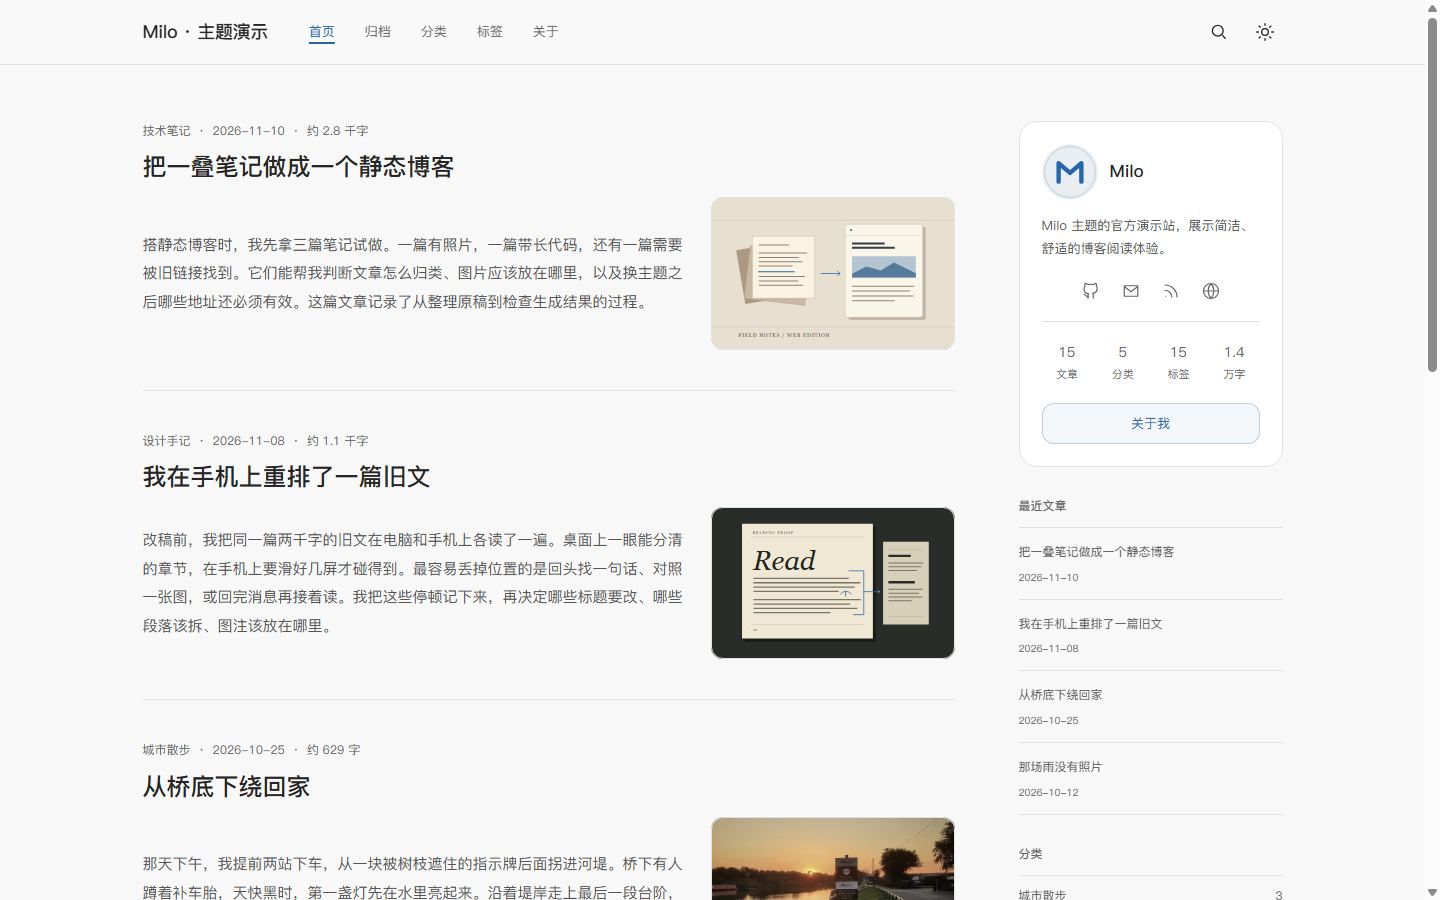 Milo · 主题演示
首页 归档 分类 标签 关于
技术笔记 · 2026-11-10 · 约 2.8 千字
把一叠笔记做成一个静态博客
搭静态博客时，我先拿三篇笔记试做。一篇有照片，一篇带长代码，还有一篇需要
被旧链接找到。它们能帮我判断文章怎么归类、图片应该放在哪里，以及换主题之
后哪些地址还必须有效。这篇文章记录了从整理原稿到检查生成结果的过程。
FIELD NOTES / WEB EDITION
设计手记 · 2026-11-08 · 约 1.1 千字
我在手机上重排了一篇旧文
改稿前，我把同一篇两千字的旧文在电脑和手机上各读了一遍。桌面上一眼能分清
的章节，在手机上要滑好几屏才碰得到。最容易丢掉位置的是回头找一句话、对照
一张图，或回完消息再接着读。我把这些停顿记下来，再决定哪些标题要改、哪些
段落该拆、图注该放在哪里。
READING PROOF
Read
城市散步 · 2026-10-25 · 约 629 字
从桥底下绕回家
那天下午，我提前两站下车，从一块被树枝遮住的指示牌后面拐进河堤。桥下有人
蹲着补车胎，天快黑时，第一盏灯先在水里亮起来。沿着堤岸走上最后一段台阶，
Milo
Milo 主题的官方演示站，展示简洁、
舒适的博客阅读体验。
15 5 15 1.4
文章 分类 标签 万字
关于我
最近文章
把一叠笔记做成一个静态博客
2026-11-10
我在手机上重排了一篇旧文
2026-11-08
从桥底下绕回家
2026-10-25
那场雨没有照片
2026-10-12
分类
城市散步 3